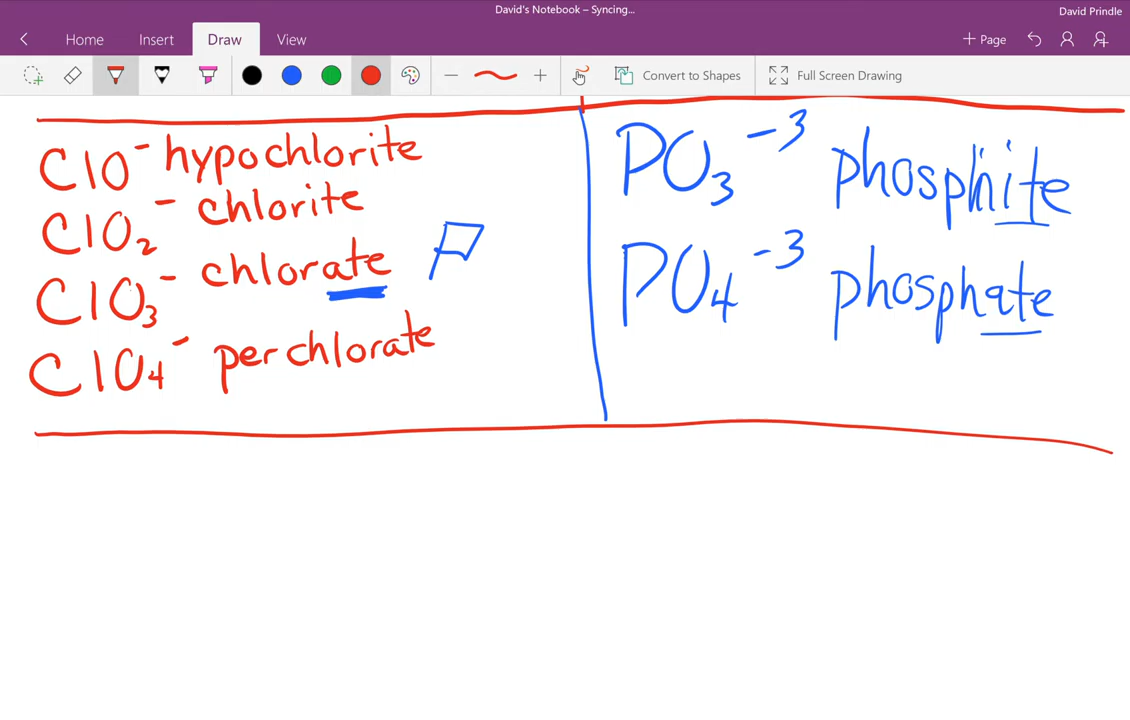 David's Notebook – Syncing...
David Prindle
Home Insert Draw View
Page
Convert to Shapes Full Screen Drawing
ClO⁻ hypochlorite
ClO₂⁻ chlorite
ClO₃⁻ chlorate
ClO₄⁻ perchlorate
PO₃⁻³ phosphite
PO₄⁻³ phosphate